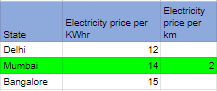 State Electricity price per KWhr Electricity price per km
Delhi 12
Mumbai 14 2
Bangalore 15